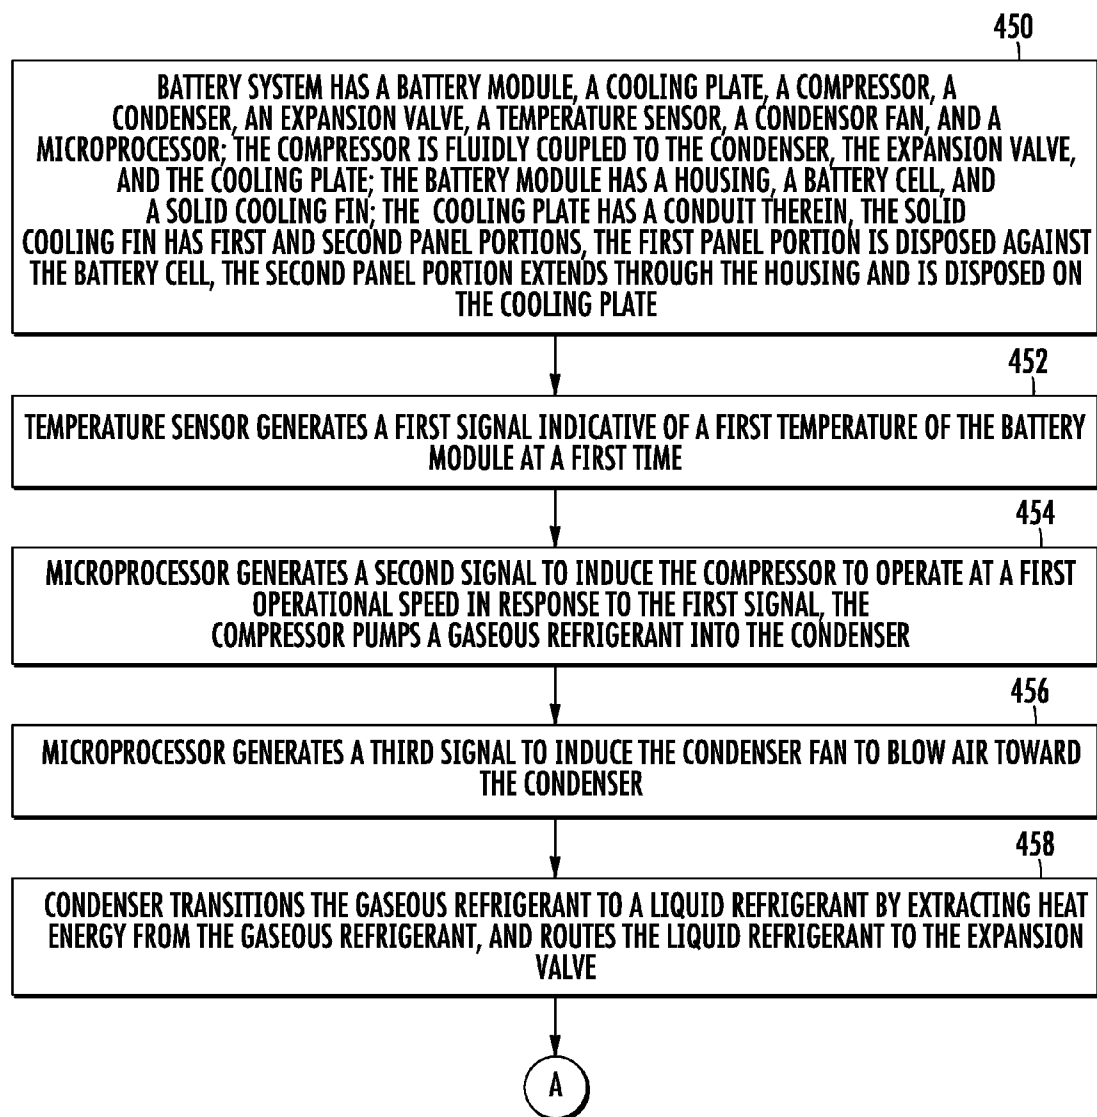 450
BATTERY SYSTEM HAS A BATTERY MODULE, A COOLING PLATE, A COMPRESSOR, A
CONDENSER, AN EXPANSION VALVE, A TEMPERATURE SENSOR, A CONDENSOR FAN, AND A
MICROPROCESSOR; THE COMPRESSOR IS FLUIDLY COUPLED TO THE CONDENSER, THE EXPANSION VALVE,
AND THE COOLING PLATE; THE BATTERY MODULE HAS A HOUSING, A BATTERY CELL, AND
A SOLID COOLING FIN; THE COOLING PLATE HAS A CONDUIT THEREIN, THE SOLID
COOLING FIN HAS FIRST AND SECOND PANEL PORTIONS, THE FIRST PANEL PORTION IS DISPOSED AGAINST
THE BATTERY CELL, THE SECOND PANEL PORTION EXTENDS THROUGH THE HOUSING AND IS DISPOSED ON
THE COOLING PLATE
452
TEMPERATURE SENSOR GENERATES A FIRST SIGNAL INDICATIVE OF A FIRST TEMPERATURE OF THE BATTERY
MODULE AT A FIRST TIME
454
MICROPROCESSOR GENERATES A SECOND SIGNAL TO INDUCE THE COMPRESSOR TO OPERATE AT A FIRST
OPERATIONAL SPEED IN RESPONSE TO THE FIRST SIGNAL, THE
COMPRESSOR PUMPS A GASEOUS REFRIGERANT INTO THE CONDENSER
456
MICROPROCESSOR GENERATES A THIRD SIGNAL TO INDUCE THE CONDENSER FAN TO BLOW AIR TOWARD
THE CONDENSER
458
CONDENSER TRANSITIONS THE GASEOUS REFRIGERANT TO A LIQUID REFRIGERANT BY EXTRACTING HEAT
ENERGY FROM THE GASEOUS REFRIGERANT, AND ROUTES THE LIQUID REFRIGERANT TO THE EXPANSION
VALVE
A